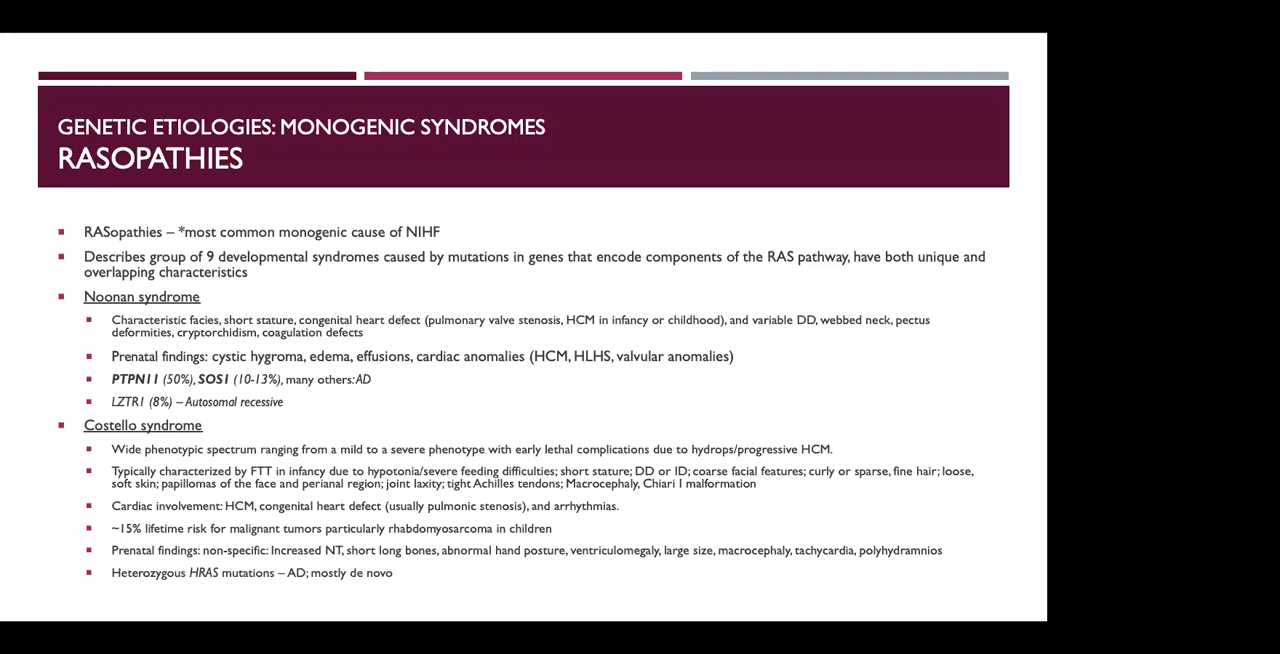 GENETIC ETIOLOGIES: MONOGENIC SYNDROMES
RASOPATHIES
RASopathies – *most common monogenic cause of NIHF
Describes group of 9 developmental syndromes caused by mutations in genes that encode components of the RAS pathway, have both unique and
overlapping characteristics
Noonan syndrome
Characteristic facies, short stature, congenital heart defect (pulmonary valve stenosis, HCM in infancy or childhood), and variable DD, webbed neck, pectus
deformities, cryptorchidism, coagulation defects
Prenatal findings: cystic hygroma, edema, effusions, cardiac anomalies (HCM, HLHS, valvular anomalies)
PTPN11 (50%), SOS1 (10-13%), many others: AD
LZTR1 (8%) – Autosomal recessive
Costello syndrome
Wide phenotypic spectrum ranging from a mild to a severe phenotype with early lethal complications due to hydrops/progressive HCM.
Typically characterized by FTT in infancy due to hypotonia/severe feeding difficulties; short stature; DD or ID; coarse facial features; curly or sparse, fine hair; loose,
soft skin; papillomas of the face and perianal region; joint laxity; tight Achilles tendons; Macrocephaly, Chiari I malformation
Cardiac involvement: HCM, congenital heart defect (usually pulmonic stenosis), and arrhythmias.
~15% lifetime risk for malignant tumors particularly rhabdomyosarcoma in children
Prenatal findings: non-specific: Increased NT, short long bones, abnormal hand posture, ventriculomegaly, large size, macrocephaly, tachycardia, polyhydramnios
Heterozygous HRAS mutations – AD; mostly de novo